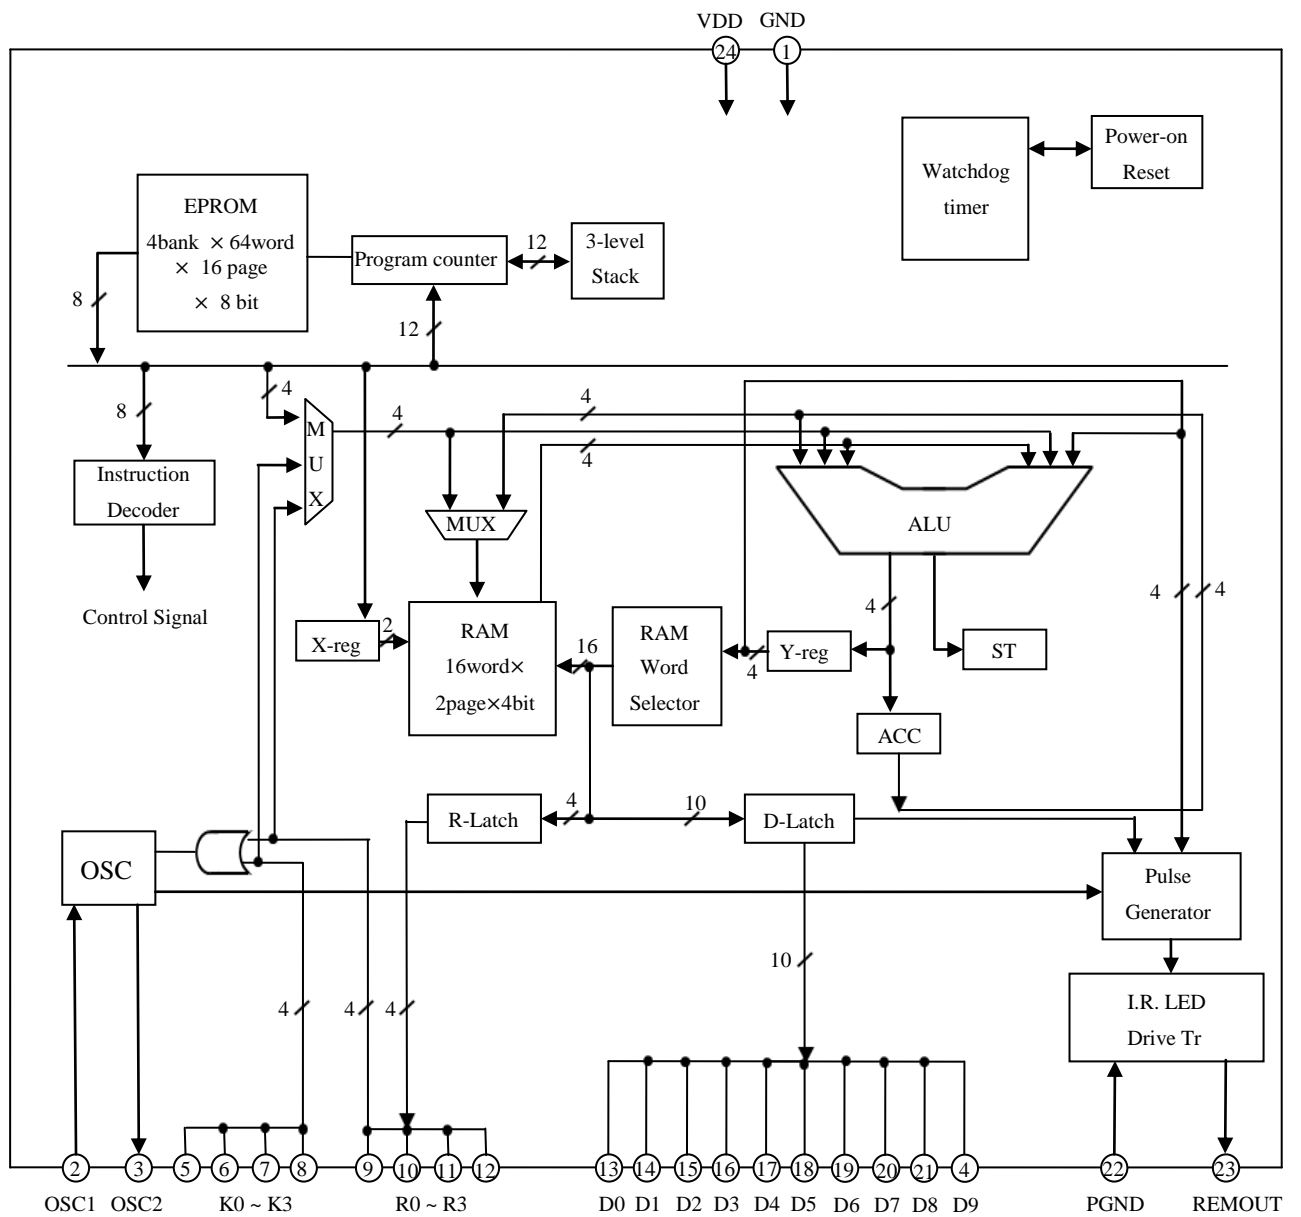 VDD GND
24 1
Power-on
Reset
Watchdog
timer
EPROM
4bank × 64word
× 16 page
× 8 bit
Program counter
12
3-level
Stack
8
12
8
4
4
4
4
M
U
X
Instruction
Decoder
MUX
ALU
Control Signal
4
4
4
X-reg
2
RAM
16word×
2page×4bit
16
RAM
Word
Selector
4
Y-reg
ST
ACC
R-Latch
4
10
D-Latch
OSC
Pulse
Generator
10
4
4
4
I.R. LED
Drive Tr
2 3 5 6 7 8 9 10 11 12 13 14 15 16 17 18 19 20 21 4 22 23
OSC1 OSC2 K0 ~ K3 R0 ~ R3 D0 D1 D2 D3 D4 D5 D6 D7 D8 D9 PGND REMOUT